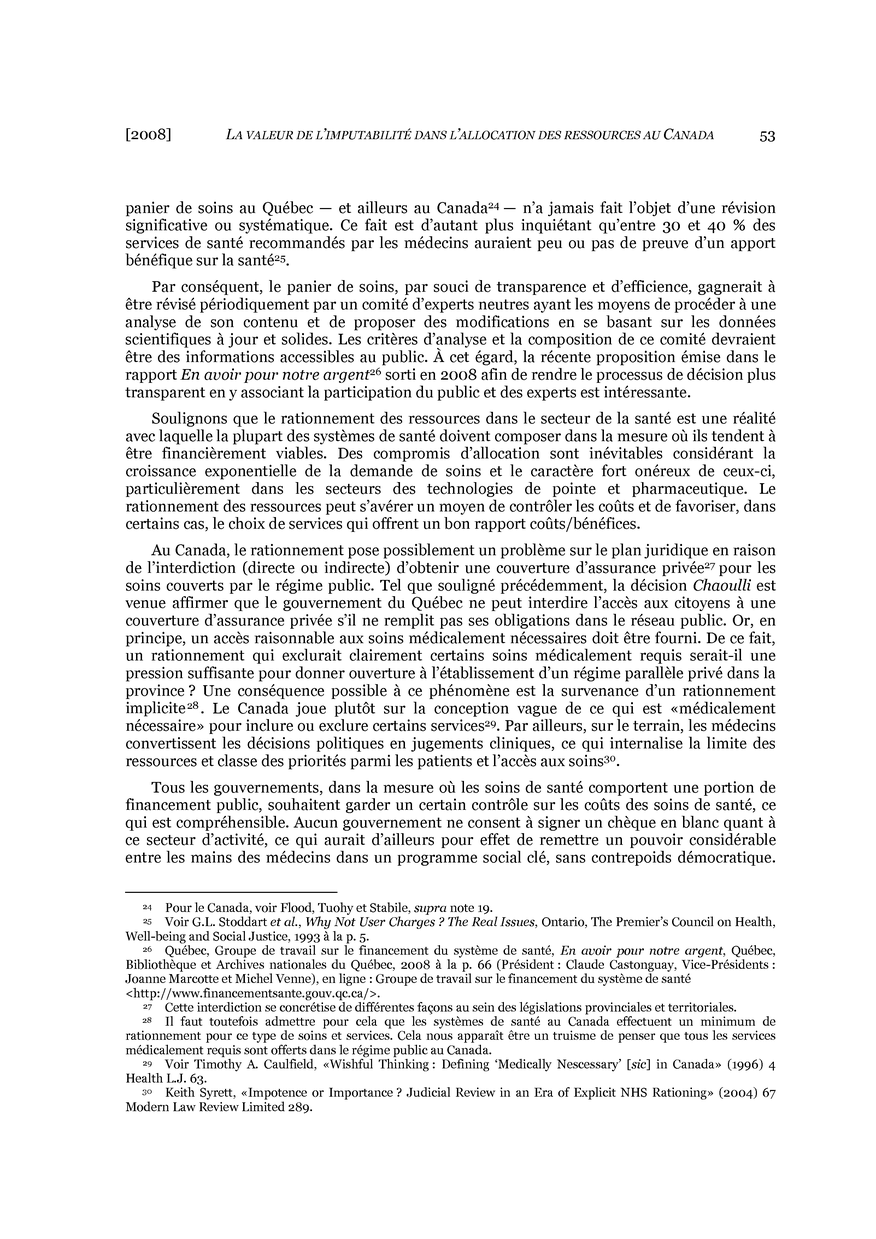 [2008] LA VALEUR DE L'IMPUTABILITÉ DANS L'ALLOCATION DES RESSOURCES AU CANADA 53
panier de soins au Québec — et ailleurs au Canada24 — n'a jamais fait l'objet d'une révision
significative ou systématique. Ce fait est d'autant plus inquiétant qu'entre 30 et 40 % des
services de santé recommandés par les médecins auraient peu ou pas de preuve d'un apport
bénéfique sur la santé25.
Par conséquent, le panier de soins, par souci de transparence et d'efficience, gagnerait à
être révisé périodiquement par un comité d'experts neutres ayant les moyens de procéder à une
analyse de son contenu et de proposer des modifications en se basant sur les données
scientifiques à jour et solides. Les critères d'analyse et la composition de ce comité devraient
être des informations accessibles au public. À cet égard, la récente proposition émise dans le
rapport En avoir pour notre argent26 sorti en 2008 afin de rendre le processus de décision plus
transparent en y associant la participation du public et des experts est intéressante.
Soulignons que le rationnement des ressources dans le secteur de la santé est une réalité
avec laquelle la plupart des systèmes de santé doivent composer dans la mesure où ils tendent à
être financièrement viables. Des compromis d'allocation sont inévitables considérant la
croissance exponentielle de la demande de soins et le caractère fort onéreux de ceux-ci,
particulièrement dans les secteurs des technologies de pointe et pharmaceutique. Le
rationnement des ressources peut s'avérer un moyen de contrôler les coûts et de favoriser, dans
certains cas, le choix de services qui offrent un bon rapport coûts/bénéfices.
Au Canada, le rationnement pose possiblement un problème sur le plan juridique en raison
de l'interdiction (directe ou indirecte) d'obtenir une couverture d'assurance privée27 pour les
soins couverts par le régime public. Tel que souligné précédemment, la décision Chaoulli est
venue affirmer que le gouvernement du Québec ne peut interdire l'accès aux citoyens à une
couverture d'assurance privée s'il ne remplit pas ses obligations dans le réseau public. Or, en
principe, un accès raisonnable aux soins médicalement nécessaires doit être fourni. De ce fait,
un rationnement qui exclurait clairement certains soins médicalement requis serait-il une
pression suffisante pour donner ouverture à l'établissement d'un régime parallèle privé dans la
province ? Une conséquence possible à ce phénomène est la survenance d'un rationnement
implicite28. Le Canada joue plutôt sur la conception vague de ce qui est «médicalement
nécessaire» pour inclure ou exclure certains services29. Par ailleurs, sur le terrain, les médecins
convertissent les décisions politiques en jugements cliniques, ce qui internalise la limite des
ressources et classe des priorités parmi les patients et l'accès aux soins30.
Tous les gouvernements, dans la mesure où les soins de santé comportent une portion de
financement public, souhaitent garder un certain contrôle sur les coûts des soins de santé, ce
qui est compréhensible. Aucun gouvernement ne consent à signer un chèque en blanc quant à
ce secteur d'activité, ce qui aurait d'ailleurs pour effet de remettre un pouvoir considérable
entre les mains des médecins dans un programme social clé, sans contrepoids démocratique.
24 Pour le Canada, voir Flood, Tuohy et Stabile, supra note 19.
25 Voir G.L. Stoddart et al., Why Not User Charges ? The Real Issues, Ontario, The Premier's Council on Health,
Well-being and Social Justice, 1993 à la p. 5.
26 Québec, Groupe de travail sur le financement du système de santé, En avoir pour notre argent, Québec,
Bibliothèque et Archives nationales du Québec, 2008 à la p. 66 (Président : Claude Castonguay, Vice-Présidents :
Joanne Marcotte et Michel Venne), en ligne : Groupe de travail sur le financement du système de santé
<http://www.financementsante.gouv.qc.ca/>.
27 Cette interdiction se concrétise de différentes façons au sein des législations provinciales et territoriales.
28 Il faut toutefois admettre pour cela que les systèmes de santé au Canada effectuent un minimum de
rationnement pour ce type de soins et services. Cela nous apparaît être un truisme de penser que tous les services
médicalement requis sont offerts dans le régime public au Canada.
29 Voir Timothy A. Caulfield, «Wishful Thinking : Defining 'Medically Nescessary' [sic] in Canada» (1996) 4
Health L.J. 63.
30 Keith Syrett, «Impotence or Importance ? Judicial Review in an Era of Explicit NHS Rationing» (2004) 67
Modern Law Review Limited 289.